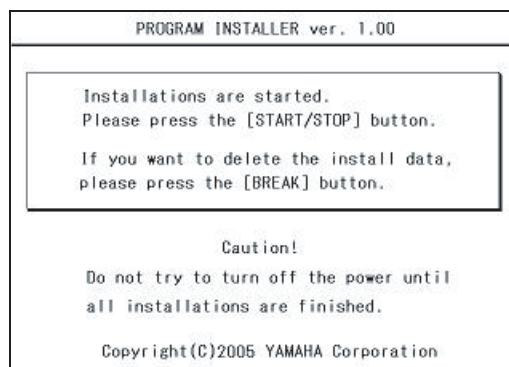 PROGRAM INSTALLER ver. 1.00
Installations are started.
Please press the [START/STOP] button.
If you want to delete the install data,
please press the [BREAK] button.
Caution!
Do not try to turn off the power until
all installations are finished.
Copyright(C)2005 YAMAHA Corporation